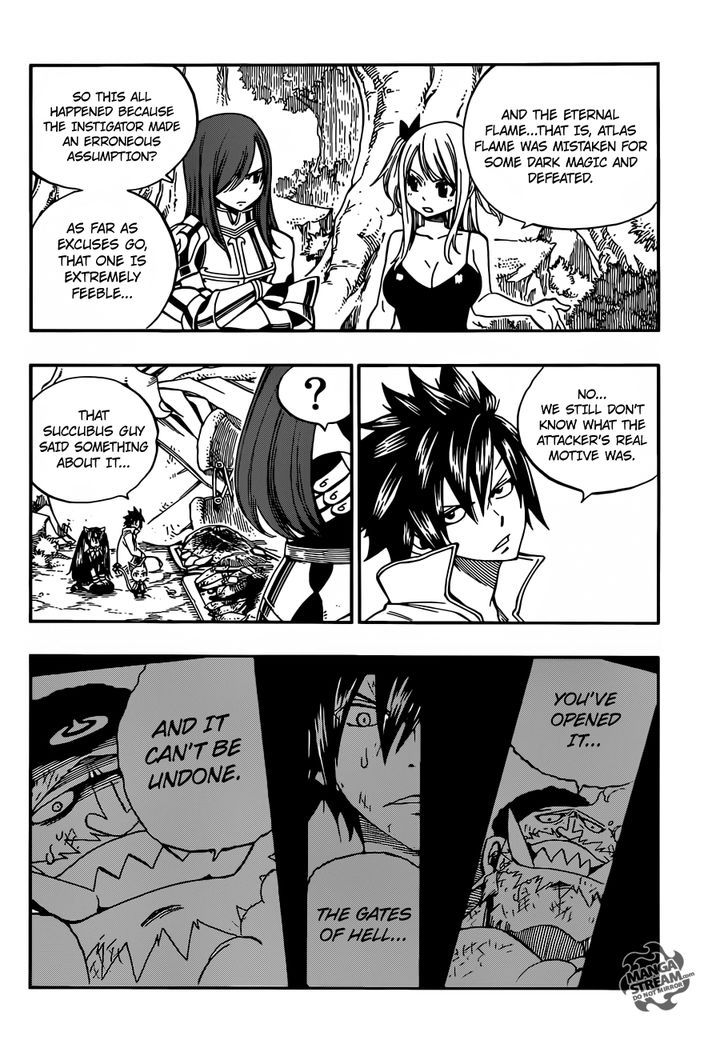 AND THE ETERNAL
FLAME...THAT IS, ATLAS
FLAME WAS MISTAKEN FOR
SOME DARK MAGIC AND
DEFEATED.
SO THIS ALL
HAPPENED BECAUSE
THE INSTIGATOR MADE
AN ERRONEOUS
ASSUMPTION?
AS FAR AS
EXCUSES GO,
THAT ONE IS
EXTREMELY
FEEBLE...
NO...
WE STILL DON'T
KNOW WHAT THE
ATTACKER'S REAL
MOTIVE WAS.
?
THAT
SUCCUBUS GUY
SAID SOMETHING
ABOUT IT...
YOU'VE
OPENED
IT...
THE GATES
OF HELL...
AND IT
CAN'T BE
UNDONE.
MANGA
STREAM.com
DO NOT MIRROR